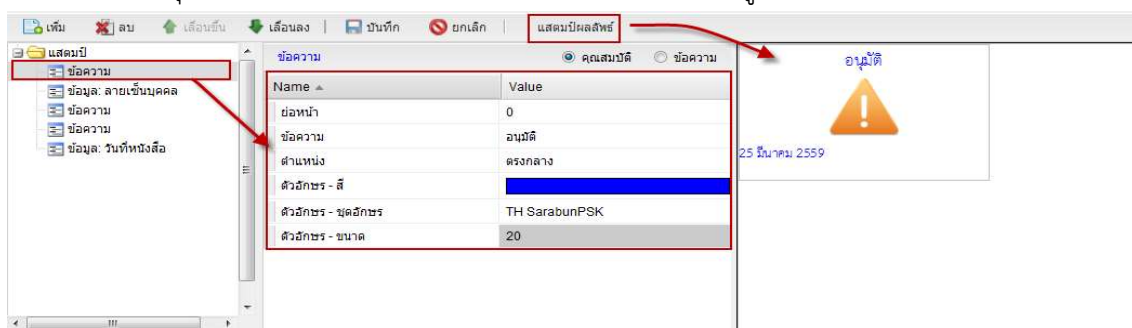 เพิ่ม ลบ เลื่อนขึ้น เลื่อนลง บันทึก ยกเลิก แสตมป์ผลลัพธ์
แสตมป์
ข้อความ
ข้อมูล: ลายเซ็นบุคคล
ข้อความ
ข้อความ
ข้อมูล: วันที่หนังสือ
ข้อความ คุณสมบัติ ข้อความ
Name Value
ย่อหน้า 0
ข้อความ อนุมัติ
ตำแหน่ง ตรงกลาง
ตัวอักษร - สี
ตัวอักษร - ชุดอักษร TH SarabunPSK
ตัวอักษร - ขนาด 20
อนุมัติ
25 มีนาคม 2559